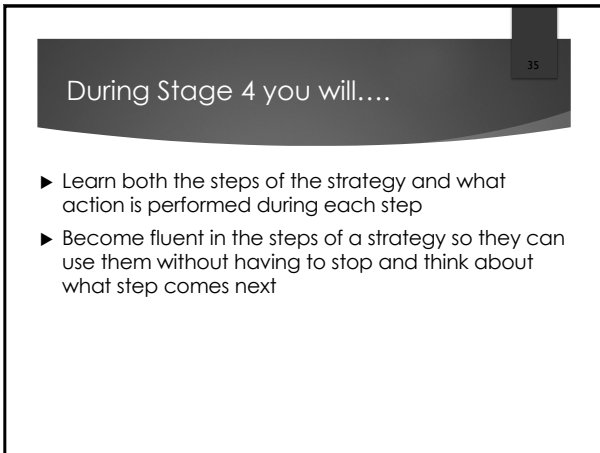 35
During Stage 4 you will....
▶ Learn both the steps of the strategy and what
action is performed during each step
▶ Become fluent in the steps of a strategy so they can
use them without having to stop and think about
what step comes next